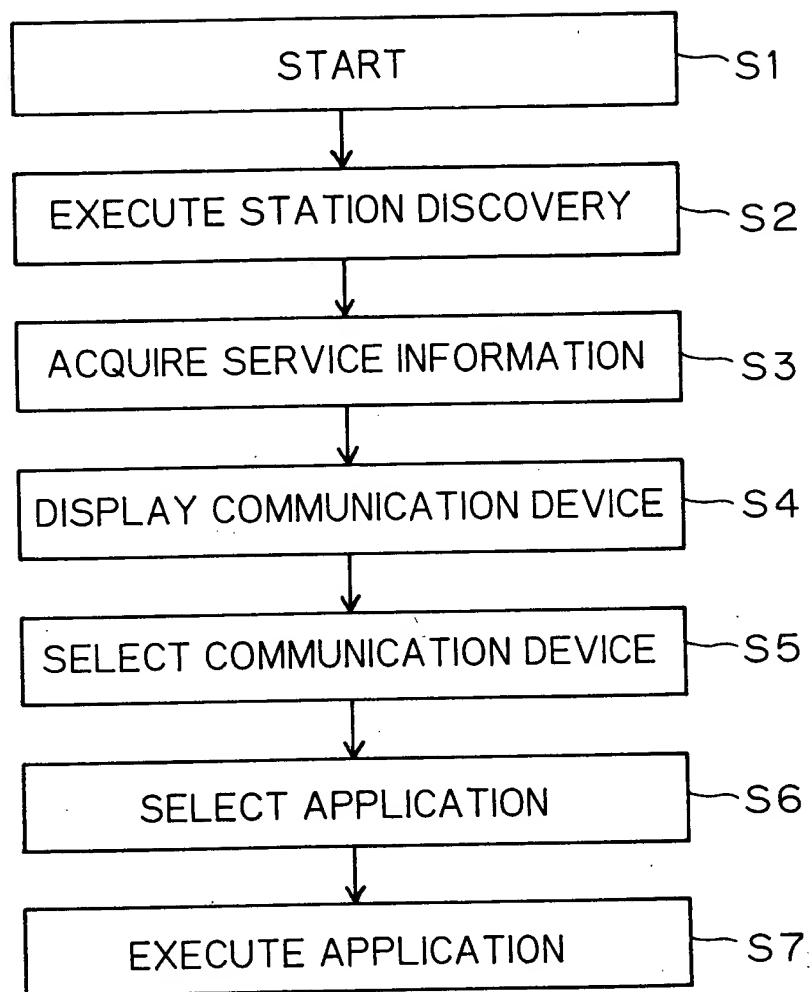 START
S1
EXECUTE STATION DISCOVERY
S2
ACQUIRE SERVICE INFORMATION
S3
DISPLAY COMMUNICATION DEVICE
S4
SELECT COMMUNICATION DEVICE
S5
SELECT APPLICATION
S6
EXECUTE APPLICATION
S7